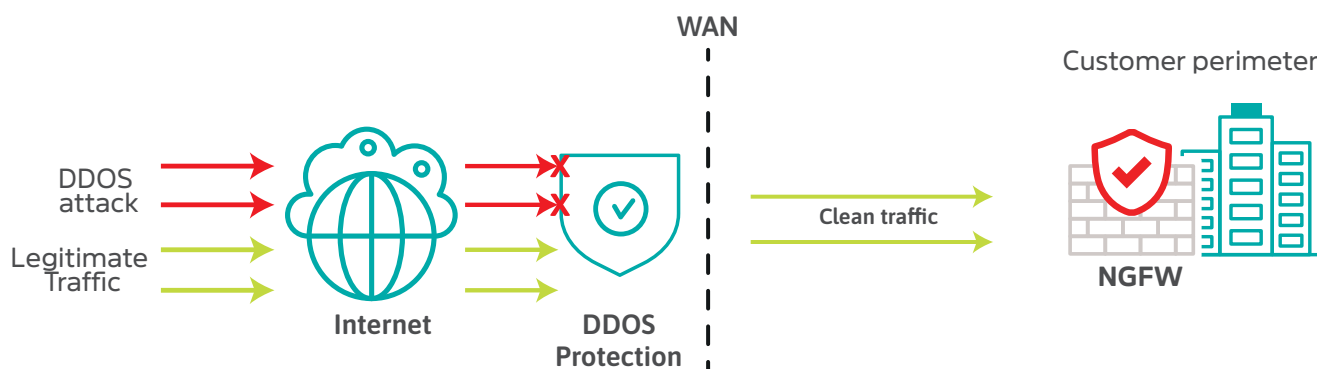 WAN
Customer perimeter
DDOS
attack
Legitimate
Traffic
Internet
DDOS
Protection
Clean traffic
NGFW